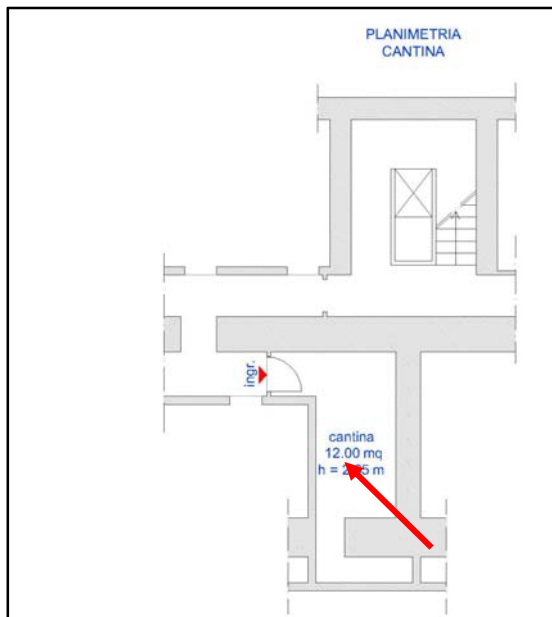 PLANIMETRIA
CANTINA
ingr.
cantina
12.00 mq
h = m